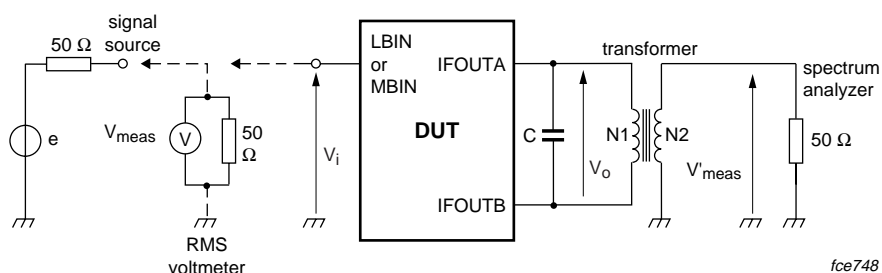 signal
source
50 Ω
e
Vmeas
V
50
Ω
RMS
voltmeter
Vi
LBIN
or
MBIN
IFOUTA
DUT
IFOUTB
C
Vo
transformer
N1
N2
V'meas
spectrum
analyzer
50 Ω
fce748